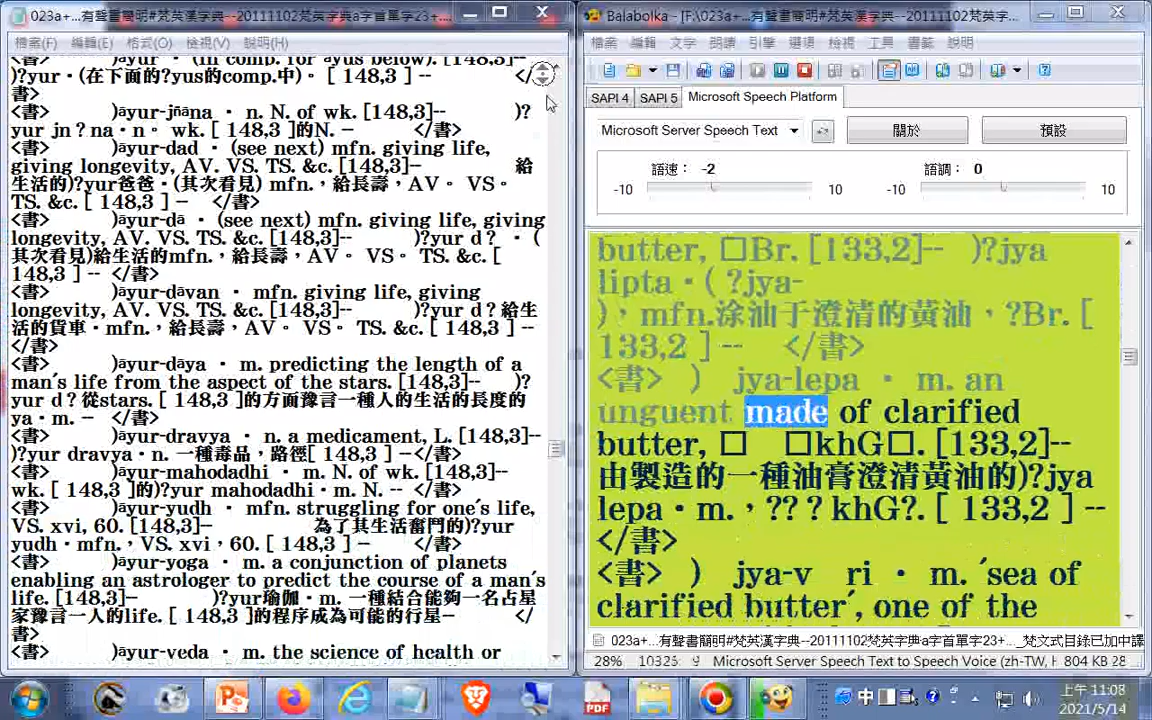 023a+...有聲書簡明#梵英漢字典--20111102梵英字典a字首單字23+...
檔案(F) 編輯(E) 格式(O) 檢視(V) 說明(H)
)?yur・(在下面的?yus的comp.中)。[ 148,3 ] -- </
書>
<書> )āyur-jñāna ・ n. N. of wk. [148,3]-- )?
yur jn？na・n。 wk. [ 148,3 ]的N. -- </書>
<書> )āyur-dad ・ (see next) mfn. giving life,
giving longevity, AV. VS. TS. &c. [148,3]-- 給
生活的)?yur爸爸・(其次看見) mfn.，給長壽，AV。 VS。
TS. &c. [ 148,3 ] -- </書>
<書> )āyur-dā ・ (see next) mfn. giving life, giving
longevity, AV. VS. TS. &c. [148,3]-- )?yur d？ ・(
其次看見)給生活的mfn.，給長壽，AV。 VS。 TS. &c. [
148,3 ] -- </書>
<書> )āyur-dāvan ・ mfn. giving life, giving
longevity, AV. VS. TS. &c. [148,3]-- )?yur d？給生
活的貨車・mfn.，給長壽，AV。 VS。 TS. &c. [ 148,3 ] --
</書>
<書> )āyur-dāya ・ m. predicting the length of a
man's life from the aspect of the stars. [148,3]-- )?
yur d？從stars. [ 148,3 ]的方面豫言一種人的生活的長度的
ya・m. -- </書>
<書> )āyur-dravya ・ n. a medicament, L. [148,3]--
)?yur dravya・n. 一種毒品，路徑[ 148,3 ] --</書>
<書> )āyur-mahodadhi ・ m. N. of wk. [148,3]--
wk. [ 148,3 ]的)?yur mahodadhi・m. N. -- </書>
<書> )āyur-yudh ・ mfn. struggling for one's life,
VS. xvi, 60. [148,3]-- 為了其生活奮鬥的)?yur
yudh・mfn.，VS. xvi，60. [ 148,3 ] -- </書>
<書> )āyur-yoga ・ m. a conjunction of planets
enabling an astrologer to predict the course of a man's
life. [148,3]-- )?yur瑜伽・m. 一種結合能夠一名占星
家豫言一人的life. [ 148,3 ]的程序成為可能的行星-- </
書>
<書> )āyur-veda ・ m. the science of health or
Balabolka - [F:\023a+...有聲書簡明#梵英漢字典--20111102梵英字...
檔案 編輯 文字 朗讀 引擎 選項 檢視 工具 書籤 說明
SAPI 4 SAPI 5 Microsoft Speech Platform
Microsoft Server Speech Text 關於 預設
語速： -2 語調： 0
-10 10 -10 10
butter, □Br. [133,2]-- )?jya
lipta・( ?jya-
)，mfn.涂油于澄清的黃油，?Br. [
133,2 ] -- </書>
<書> ) jya-lepa ・ m. an
unguent made of clarified
butter, □ □khG□. [133,2]--
由製造的一種油膏澄清黃油的)?jya
lepa・m.，??？khG?. [ 133,2 ] --
</書>
<書> ) jya-v ri ・ m. 'sea of
clarified butter', one of the
023a+...有聲書簡明#梵英漢字典--20111102梵英字典a字首單字23+..._梵文式目錄已加中譯
28% 10325 Microsoft Server Speech Text to Speech Voice (zh-TW, H 804 KB 28
PDF 中 上午 11:08
2021/5/14